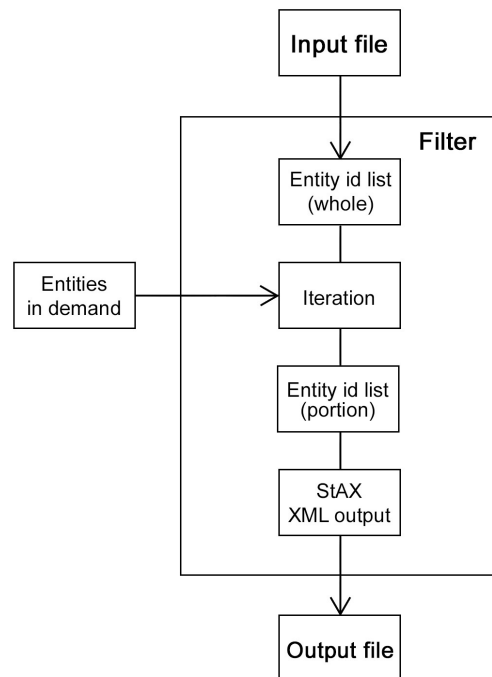 Input file
Filter
Entity id list
(whole)
Entities
in demand
Iteration
Entity id list
(portion)
StAX
XML output
Output file